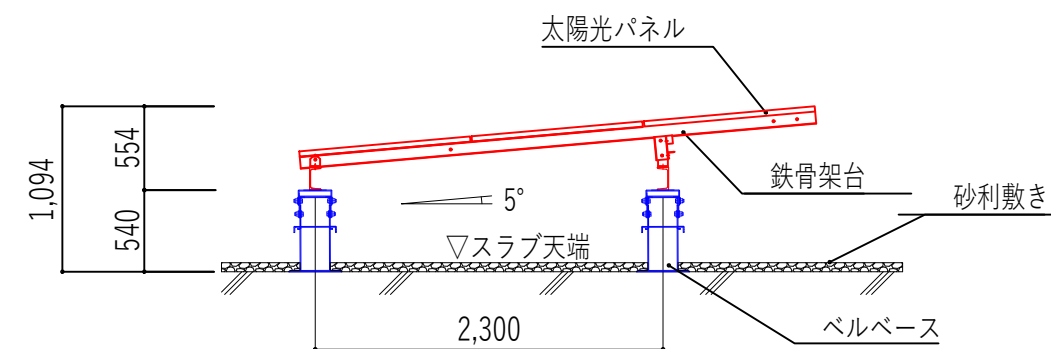 太陽光パネル
554
1,094
鉄骨架台
5°
砂利敷き
540
▽スラブ天端
2,300
ベルベース